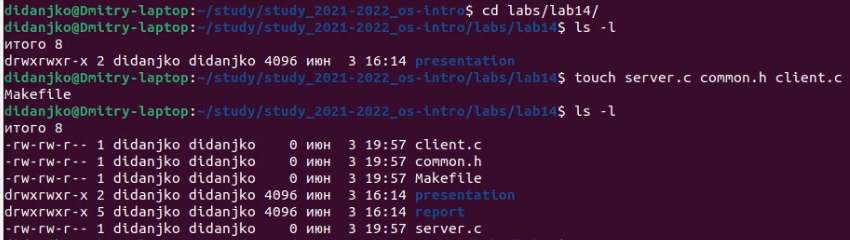 didanjko@Dmitry-laptop:~/study/study_2021-2022_os-intro$ cd labs/lab14/
didanjko@Dmitry-laptop:~/study/study_2021-2022_os-intro/labs/lab14$ ls -l
итого 8
drwxrwxr-x 2 didanjko didanjko 4096 июн  3 16:14 presentation
didanjko@Dmitry-laptop:~/study/study_2021-2022_os-intro/labs/lab14$ touch server.c common.h client.c
Makefile
didanjko@Dmitry-laptop:~/study/study_2021-2022_os-intro/labs/lab14$ ls -l
итого 8
-rw-rw-r-- 1 didanjko didanjko    0 июн  3 19:57 client.c
-rw-rw-r-- 1 didanjko didanjko    0 июн  3 19:57 common.h
-rw-rw-r-- 1 didanjko didanjko    0 июн  3 19:57 Makefile
drwxrwxr-x 2 didanjko didanjko 4096 июн  3 16:14 presentation
drwxrwxr-x 5 didanjko didanjko 4096 июн  3 16:14 report
-rw-rw-r-- 1 didanjko didanjko    0 июн  3 19:57 server.c